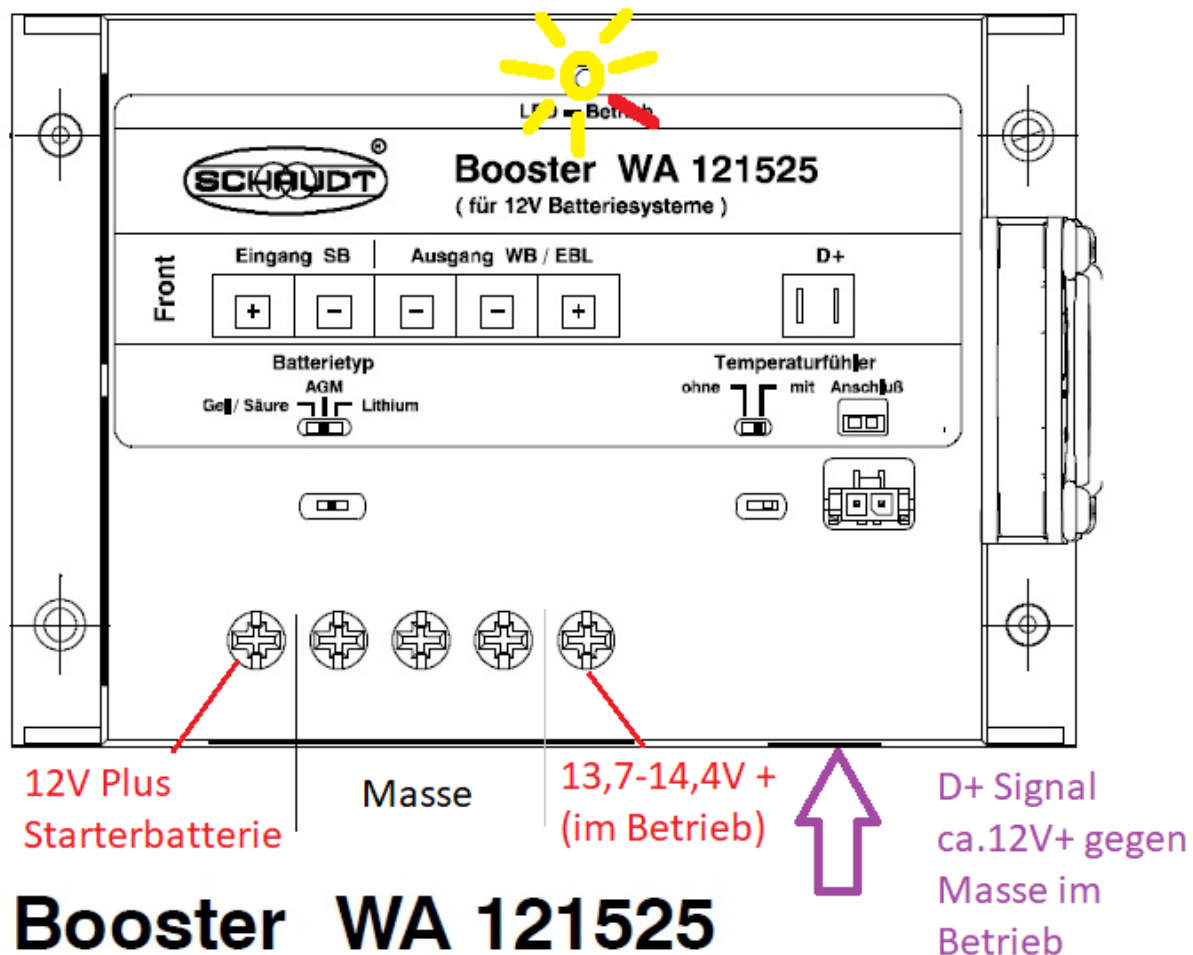 LED - Betrieb
SCHAUDT ®
Booster WA 121525
( für 12V Batteriesysteme )
Front
Eingang SB Ausgang WB / EBL D+
+ - - - +
Batterietyp
AGM
Gel / Säure Lithium
Temperaturfühler
ohne mit Anschluß
12V Plus
Starterbatterie
Masse
13,7-14,4V +
(im Betrieb)
D+ Signal
ca.12V+ gegen
Masse im
Betrieb
Booster WA 121525